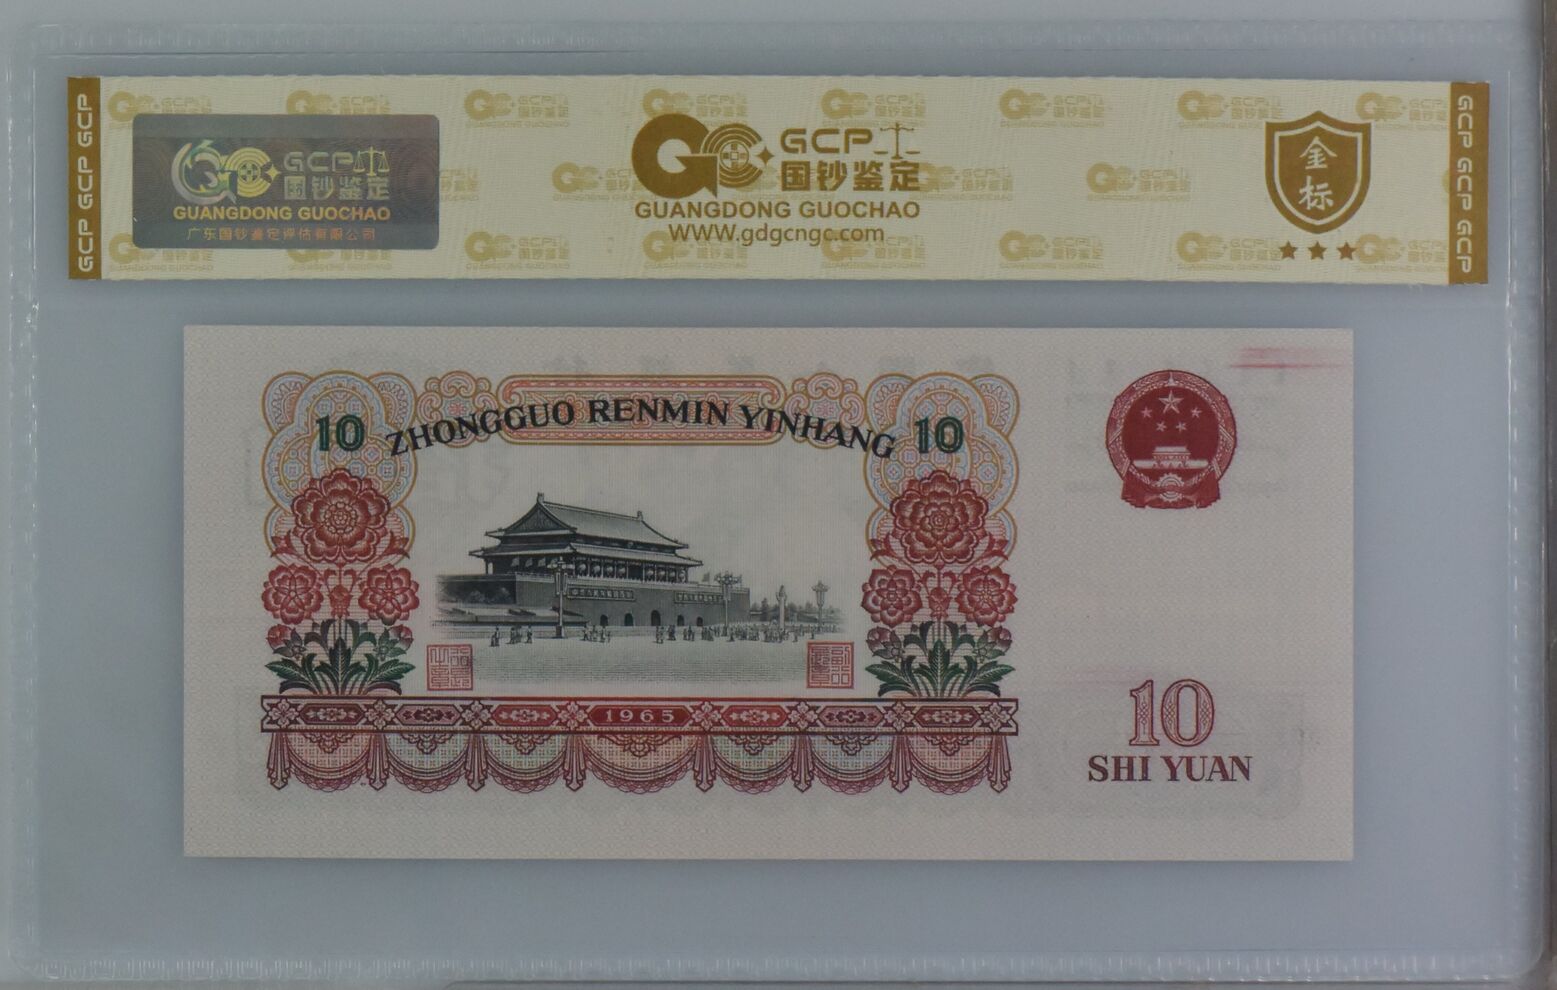 GCP GCP GCP
GCP 国钞鉴定
GUANGDONG GUOCHAO
广东国钞鉴定评估有限公司
GCP
国钞鉴定
GUANGDONG GUOCHAO
WWW.gdgcngc.com
金标
GCP GCP GCP
10 ZHONGGUO RENMIN YINHANG 10
1965
10
SHI YUAN